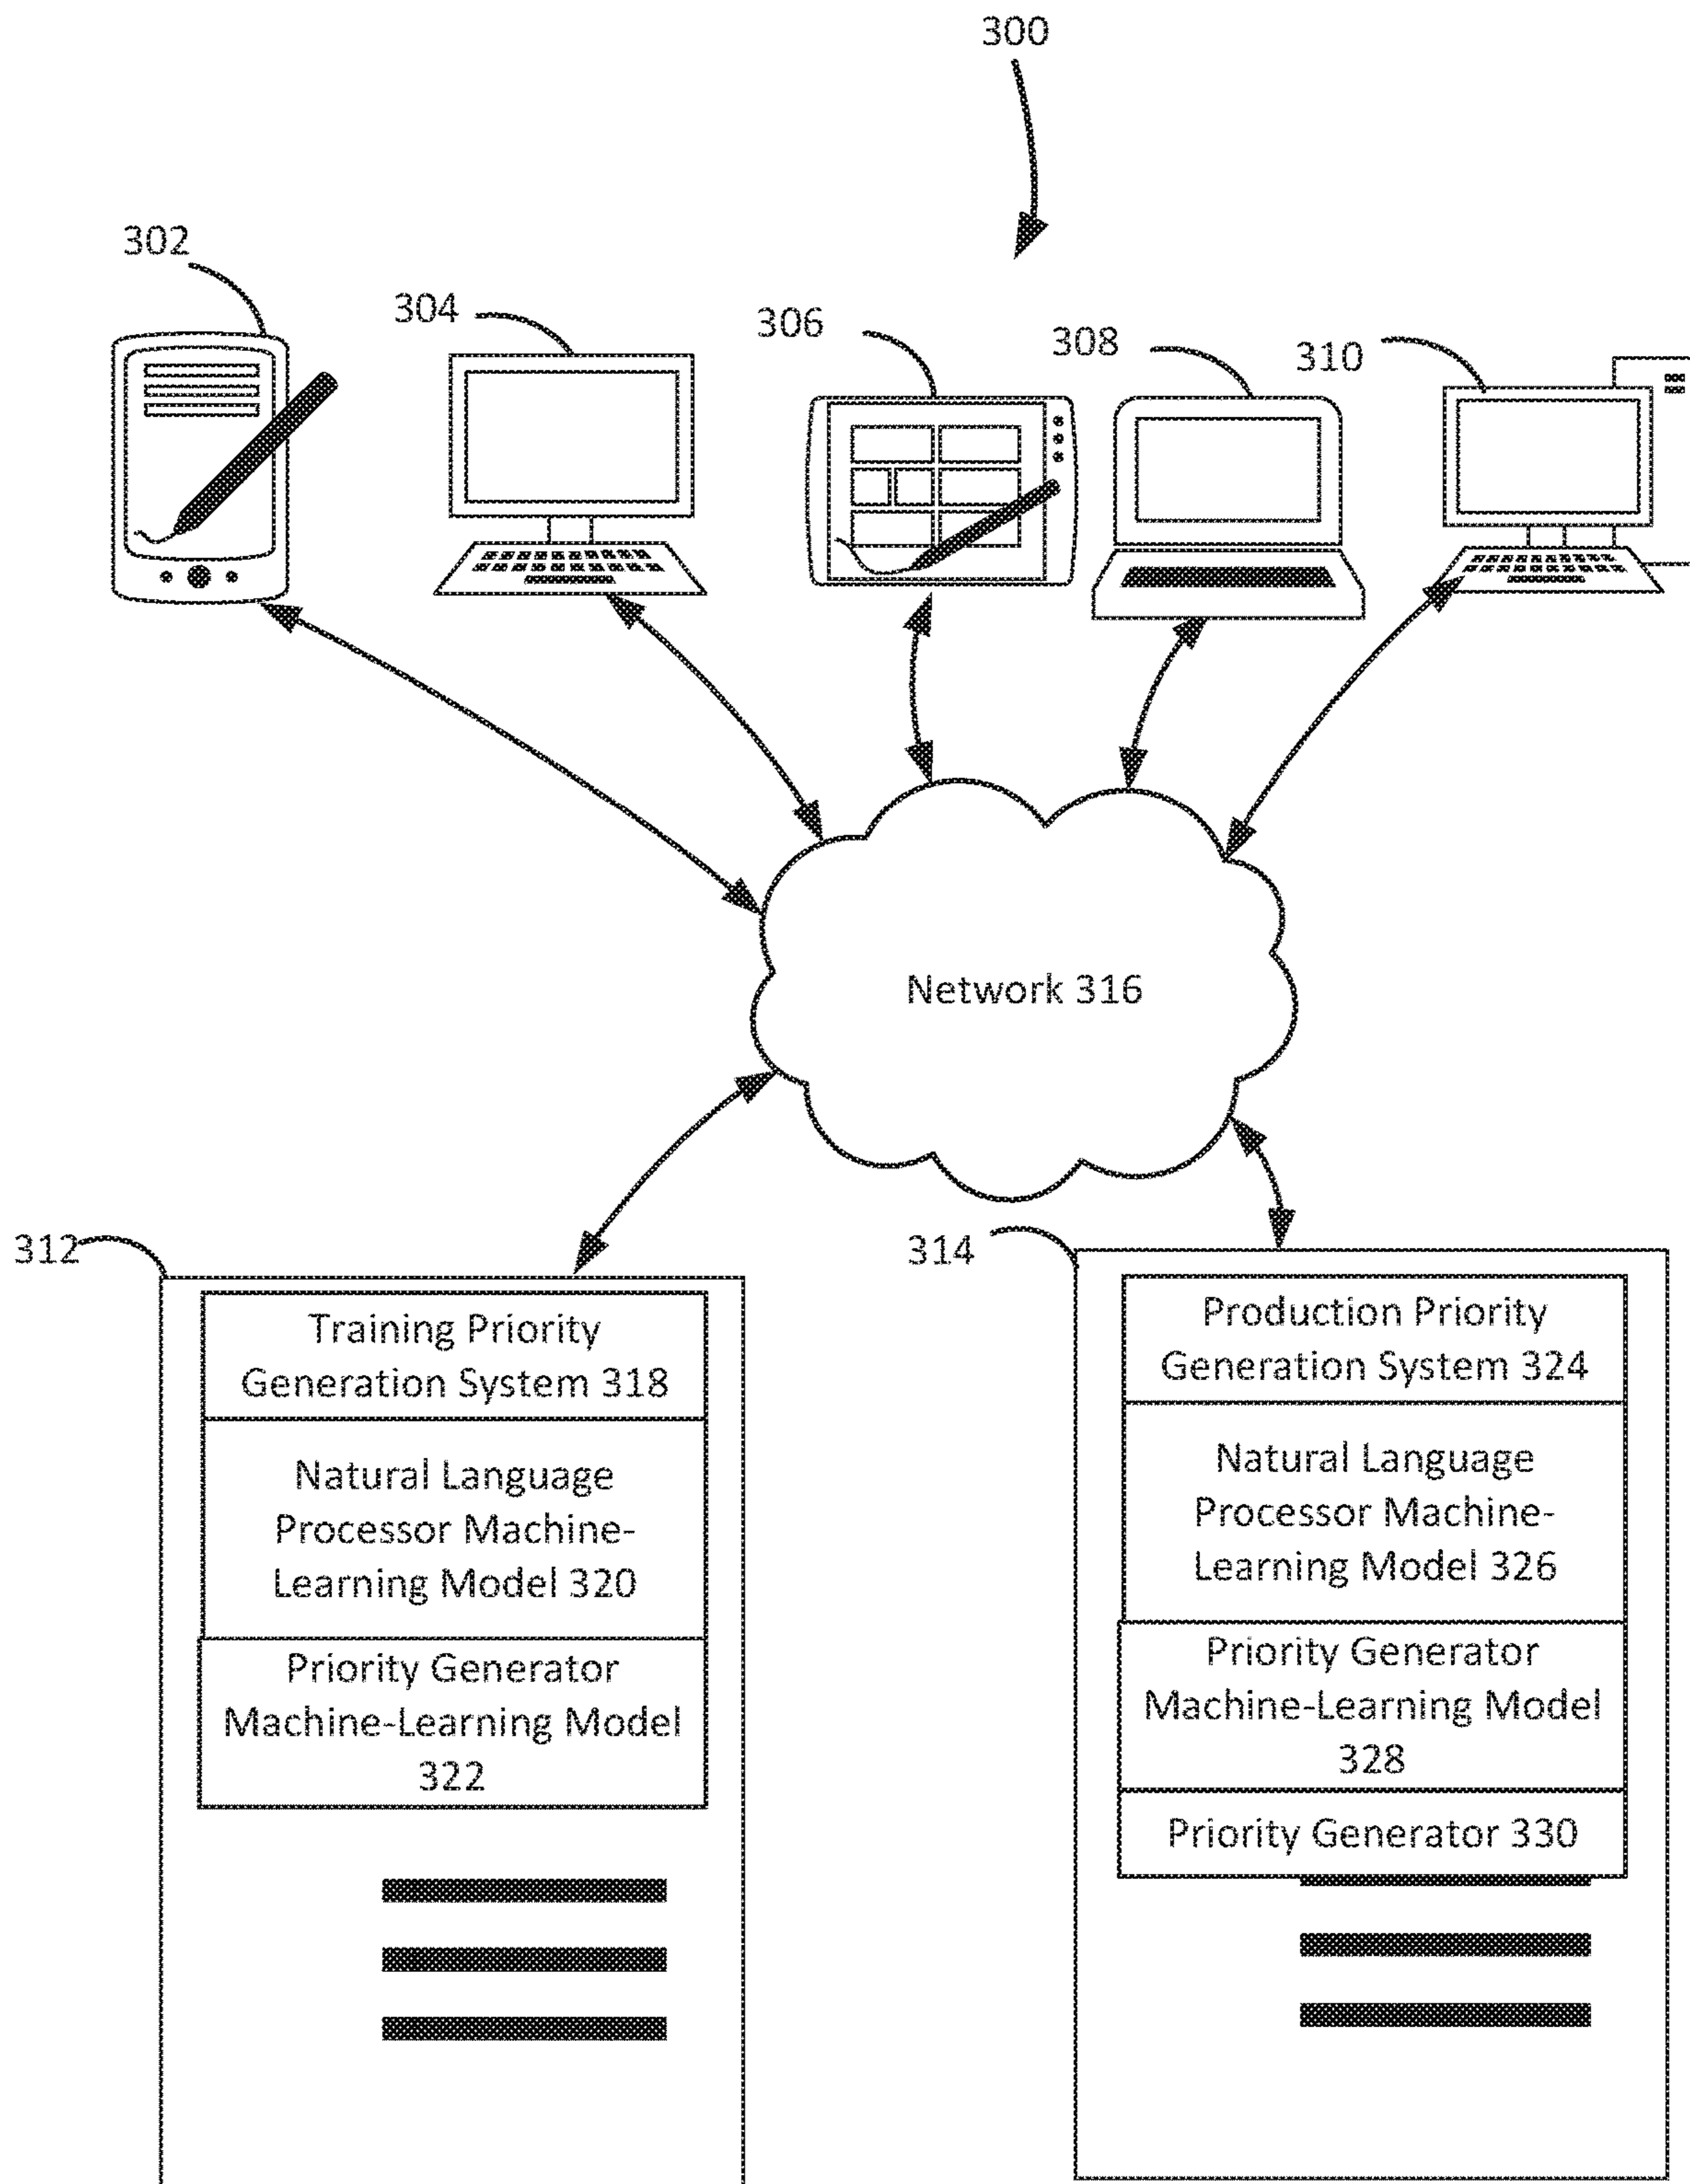 300
302
304
306
308
310
Network 316
312
314
Training Priority
Generation System 318
Natural Language
Processor Machine-
Learning Model 320
Priority Generator
Machine-Learning Model
322
Production Priority
Generation System 324
Natural Language
Processor Machine-
Learning Model 326
Priority Generator
Machine-Learning Model
328
Priority Generator 330